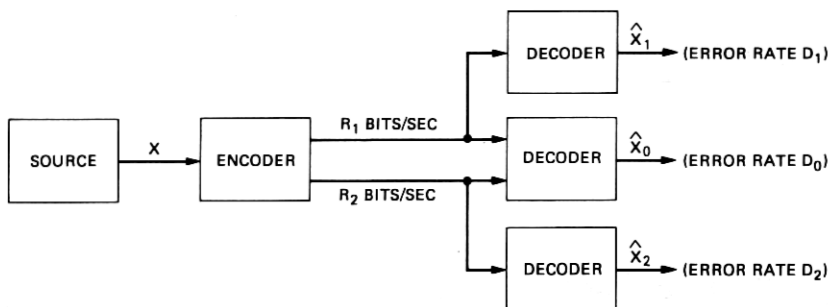 DECODER
X̂₁
(ERROR RATE D₁)
R₁ BITS/SEC
SOURCE
X
ENCODER
DECODER
X̂₀
(ERROR RATE D₀)
R₂ BITS/SEC
DECODER
X̂₂
(ERROR RATE D₂)